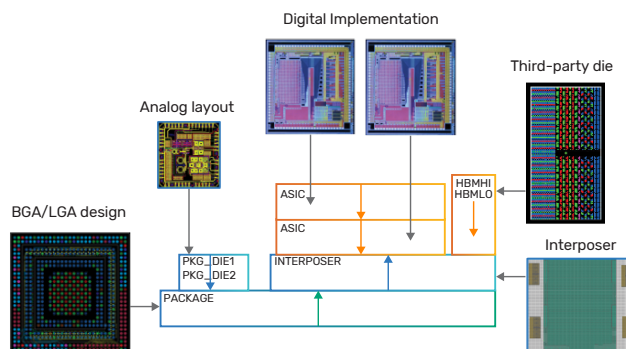 Digital Implementation
Third-party die
Analog layout
BGA/LGA design
ASIC
HBMHI
HBMLO
ASIC
PKG_DIE1
PKG_DIE2
INTERPOSER
Interposer
PACKAGE